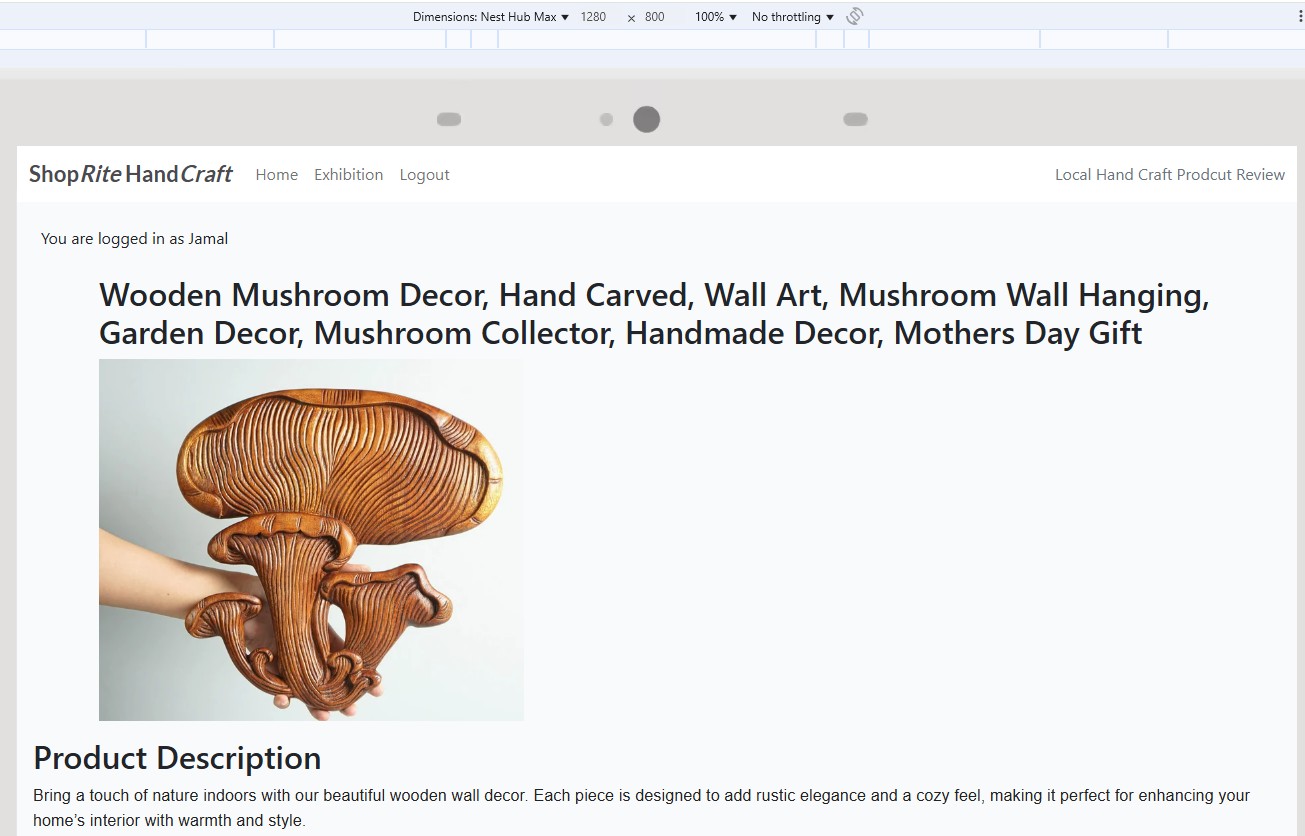 Dimensions: Nest Hub Max ▼ 1280 × 800 100% ▼ No throttling ▼
ShopRite HandCraft Home Exhibition Logout Local Hand Craft Prodcut Review
You are logged in as Jamal
Wooden Mushroom Decor, Hand Carved, Wall Art, Mushroom Wall Hanging,
Garden Decor, Mushroom Collector, Handmade Decor, Mothers Day Gift
Product Description
Bring a touch of nature indoors with our beautiful wooden wall decor. Each piece is designed to add rustic elegance and a cozy feel, making it perfect for enhancing your
home’s interior with warmth and style.